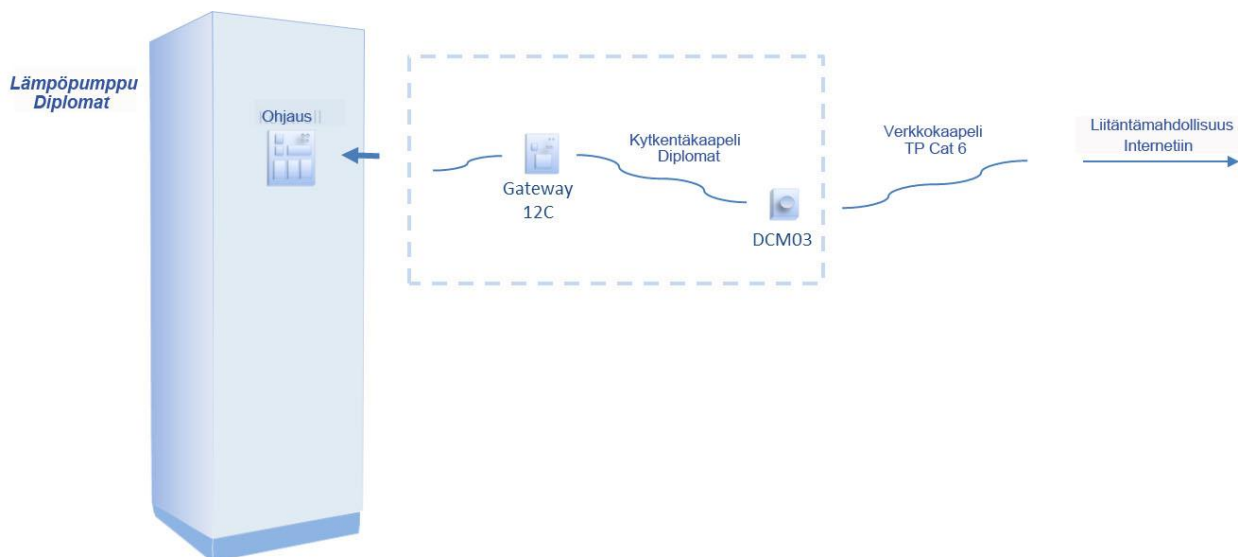 Lämpöpumppu
Diplomat
Ohjaus
Gateway
12C
Kytkentäkaapeli
Diplomat
DCM03
Verkkokaapeli
TP Cat 6
Liitäntämahdollisuus
Internetiin